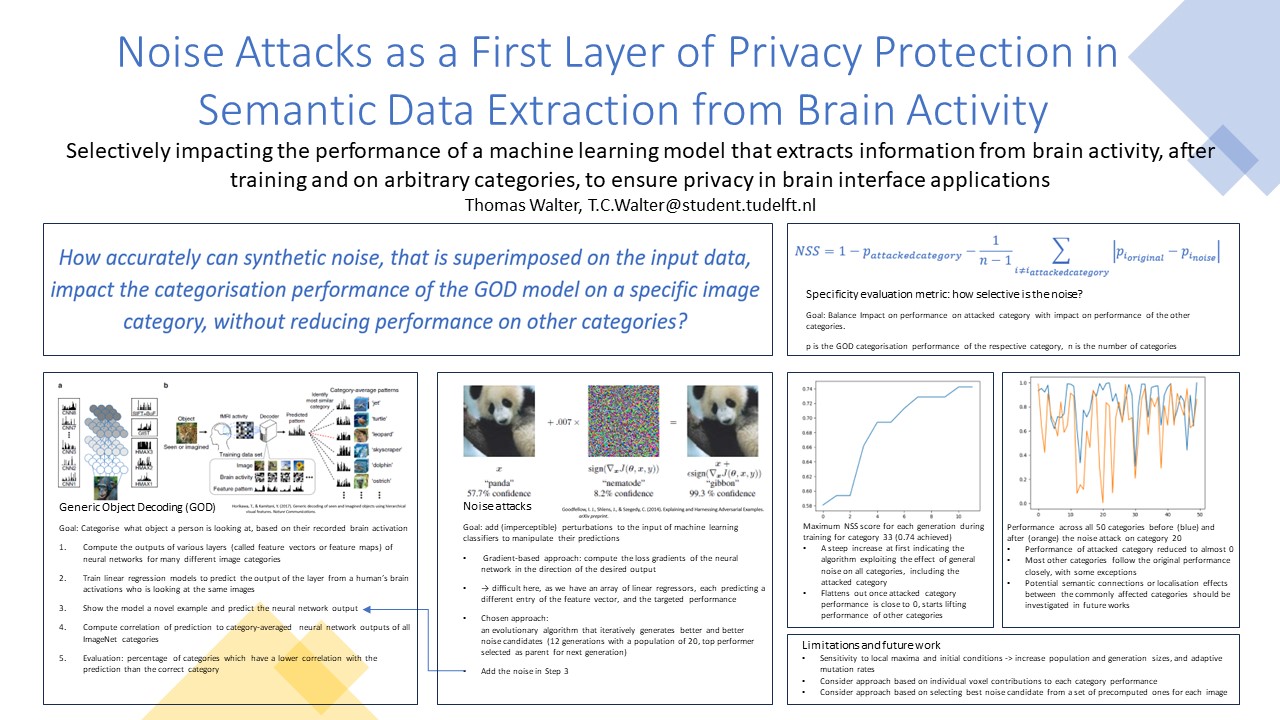 Noise Attacks as a First Layer of Privacy Protection in
Semantic Data Extraction from Brain Activity
Selectively impacting the performance of a machine learning model that extracts information from brain activity, after
training and on arbitrary categories, to ensure privacy in brain interface applications
Thomas Walter, T.C.Walter@student.tudelft.nl
How accurately can synthetic noise, that is superimposed on the input data,
impact the categorisation performance of the GOD model on a specific image
category, without reducing performance on other categories?
NSS = 1 − p_attackedcategory − 1/(n − 1) ∑_{i≠i_attackedcategory} |p_{i_original} − p_{i_noise}|
Specificity evaluation metric: how selective is the noise?
Goal: Balance Impact on performance on attacked category with impact on performance of the other
categories.
p is the GOD categorisation performance of the respective category, n is the number of categories
a
b
CNN8
CNN7
CNN3
CNN2
CNN1
SIFT+BoF
GIST
HMAX3
HMAX2
HMAX1
Object
Seen or imagined
fMRI activity
Decoder
Predicted
pattern
Identify
most similar
category
Category-average patterns
'jet'
'turtle'
'leopard'
'skyscraper'
'dolphin'
'ostrich'
Training data set
Image
Brain activity
Feature pattern
Generic Object Decoding (GOD)
Horikawa, T., & Kamitani, Y. (2017). Generic decoding of seen and imagined objects using hierarchical
visual features. Nature Communications.
Goal: Categorise what object a person is looking at, based on their recorded brain activation
1. Compute the outputs of various layers (called feature vectors or feature maps) of
neural networks for many different image categories
2. Train linear regression models to predict the output of the layer from a human's brain
activations who is looking at the same images
3. Show the model a novel example and predict the neural network output
4. Compute correlation of prediction to category-averaged neural network outputs of all
ImageNet categories
5. Evaluation: percentage of categories which have a lower correlation with the
prediction than the correct category
+ .007 ×
=
x
"panda"
57.7% confidence
sign(∇ₓJ(θ, x, y))
"nematode"
8.2% confidence
x +
ϵsign(∇ₓJ(θ, x, y))
"gibbon"
99.3 % confidence
Noise attacks
Goodfellow, I. J., Shlens, J., & Szegedy, C. (2014). Explaining and Harnessing Adversarial Examples.
arXiv preprint.
Goal: add (imperceptible) perturbations to the input of machine learning
classifiers to manipulate their predictions
• Gradient-based approach: compute the loss gradients of the neural
network in the direction of the desired output
• → difficult here, as we have an array of linear regressors, each predicting a
different entry of the feature vector, and the targeted performance
• Chosen approach:
an evolutionary algorithm that iteratively generates better and better
noise candidates (12 generations with a population of 20, top performer
selected as parent for next generation)
• Add the noise in Step 3
0.74
0.72
0.70
0.68
0.66
0.64
0.62
0.60
0.58
0 2 4 6 8 10
Maximum NSS score for each generation during
training for category 33 (0.74 achieved)
• A steep increase at first indicating the
algorithm exploiting the effect of general
noise on all categories, including the
attacked category
• Flattens out once attacked category
performance is close to 0, starts lifting
performance of other categories
1.0
0.8
0.6
0.4
0.2
0.0
0 10 20 30 40 50
Performance across all 50 categories before (blue) and
after (orange) the noise attack on category 20
• Performance of attacked category reduced to almost 0
• Most other categories follow the original performance
closely, with some exceptions
• Potential semantic connections or localisation effects
between the commonly affected categories should be
investigated in future works
Limitations and future work
• Sensitivity to local maxima and initial conditions -> increase population and generation sizes, and adaptive
mutation rates
• Consider approach based on individual voxel contributions to each category performance
• Consider approach based on selecting best noise candidate from a set of precomputed ones for each image